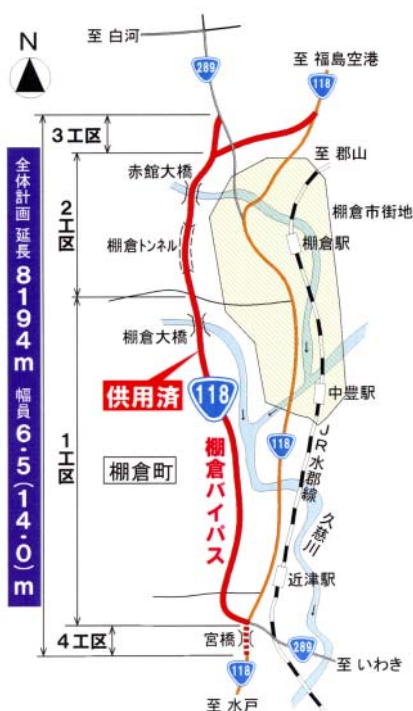 至 白河
N
289
至 福島空港
118
3工区
至 郡山
赤館大橋
棚倉市街地
2工区
棚倉駅
棚倉トンネル
全体計画 延長 8194m 幅員 6.5(14.0)m
棚倉大橋
供用済
118
中豊駅
118
JR水郡線
1工区
棚倉町
棚倉バイパス
久慈川
近津駅
宮橋
4工区
289
至 いわき
118
至 水戸